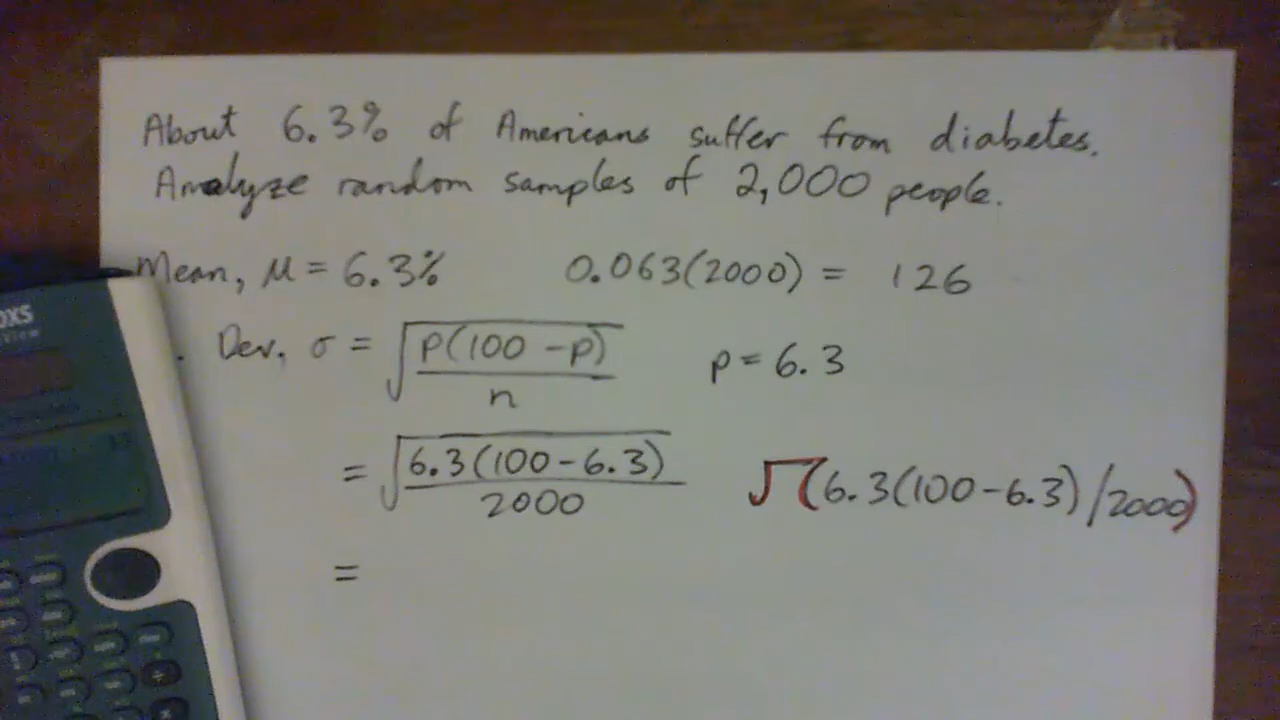 About 6.3% of Americans suffer from diabetes.
Analyze random samples of 2,000 people.
Mean, μ = 6.3% 0.063(2000) = 126
. Dev, σ = √(p(100 - p) / n) p = 6.3
= √(6.3(100 - 6.3) / 2000) √(6.3(100 - 6.3) / 2000)
=